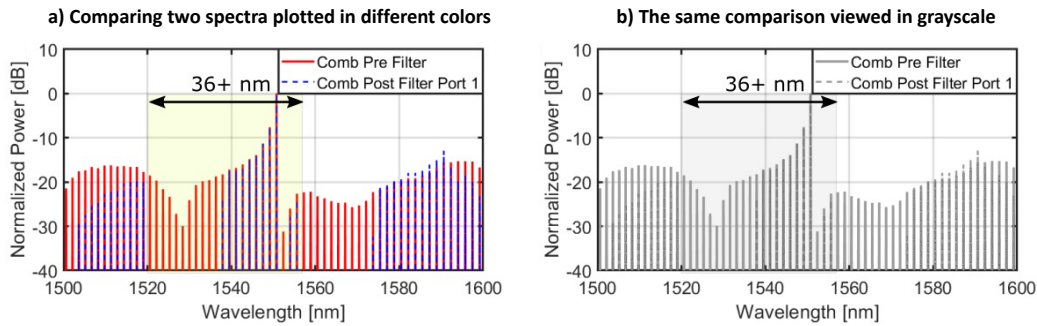 a) Comparing two spectra plotted in different colors
10
0
-10
-20
-30
-40
Normalized Power [dB]
36+ nm
Comb Pre Filter
Comb Post Filter Port 1
1500 1520 1540 1560 1580 1600
Wavelength [nm]
b) The same comparison viewed in grayscale
10
0
-10
-20
-30
-40
Normalized Power [dB]
36+ nm
Comb Pre Filter
Comb Post Filter Port 1
1500 1520 1540 1560 1580 1600
Wavelength [nm]